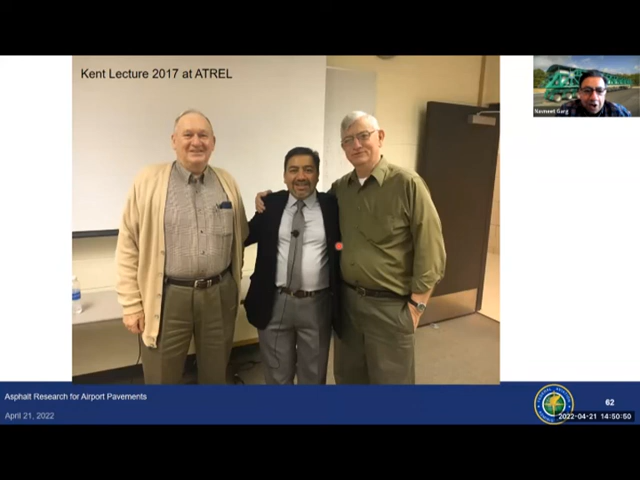 Kent Lecture 2017 at ATREL
Navneet Garg
Asphalt Research for Airport Pavements
April 21, 2022
62
2022-04-21 14:50:50